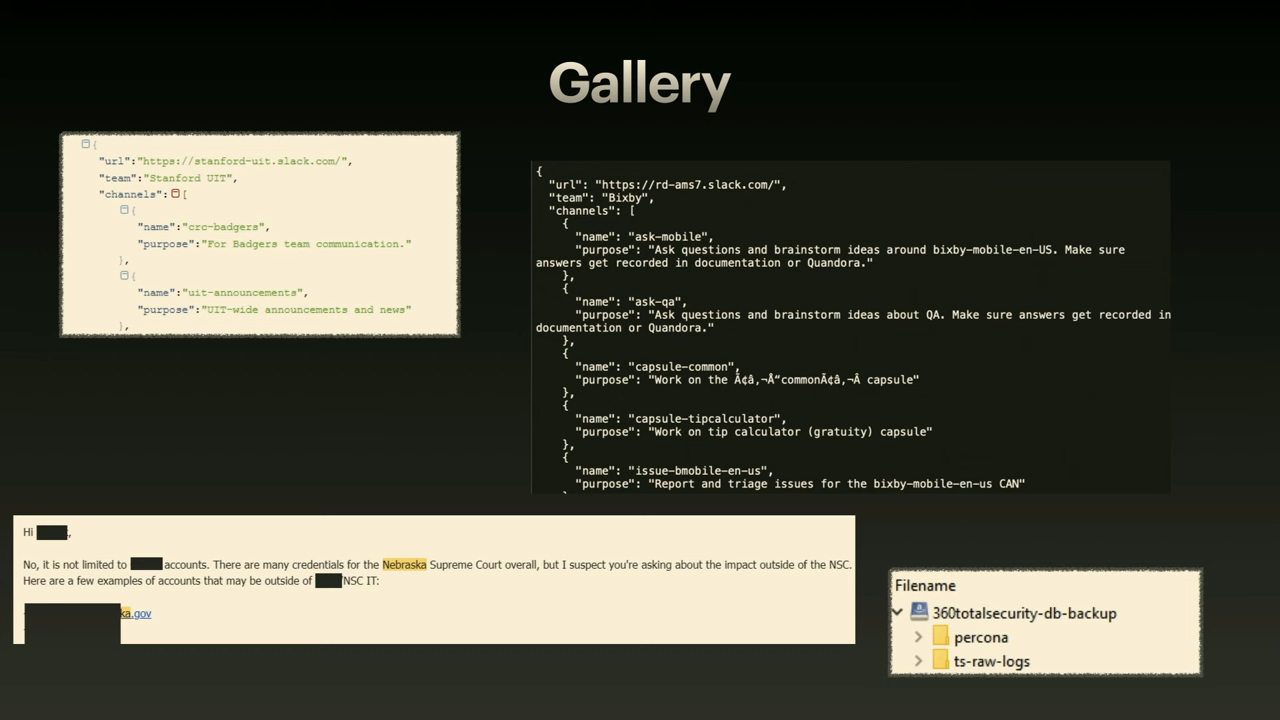 Gallery
{
"url":"https://stanford-uit.slack.com/",
"team":"Stanford UIT",
"channels":[
{
"name":"crc-badgers",
"purpose":"For Badgers team communication."
},
{
"name":"uit-announcements",
"purpose":"UIT-wide announcements and news"
},
{
"url": "https://rd-ams7.slack.com/",
"team": "Bixby",
"channels": [
{
"name": "ask-mobile",
"purpose": "Ask questions and brainstorm ideas around bixby-mobile-en-US. Make sure
answers get recorded in documentation or Quandora."
},
{
"name": "ask-qa",
"purpose": "Ask questions and brainstorm ideas about QA. Make sure answers get recorded in
documentation or Quandora."
},
{
"name": "capsule-common",
"purpose": "Work on the Ã¢â‚¬Å“commonÃ¢â‚¬Â capsule"
},
{
"name": "capsule-tipcalculator",
"purpose": "Work on tip calculator (gratuity) capsule"
},
{
"name": "issue-bmobile-en-us",
"purpose": "Report and triage issues for the bixby-mobile-en-us CAN"
Hi ,
No, it is not limited to accounts. There are many credentials for the Nebraska Supreme Court overall, but I suspect you're asking about the impact outside of the NSC.
Here are a few examples of accounts that may be outside of NSC IT:
ka.gov
Filename
360totalsecurity-db-backup
percona
ts-raw-logs